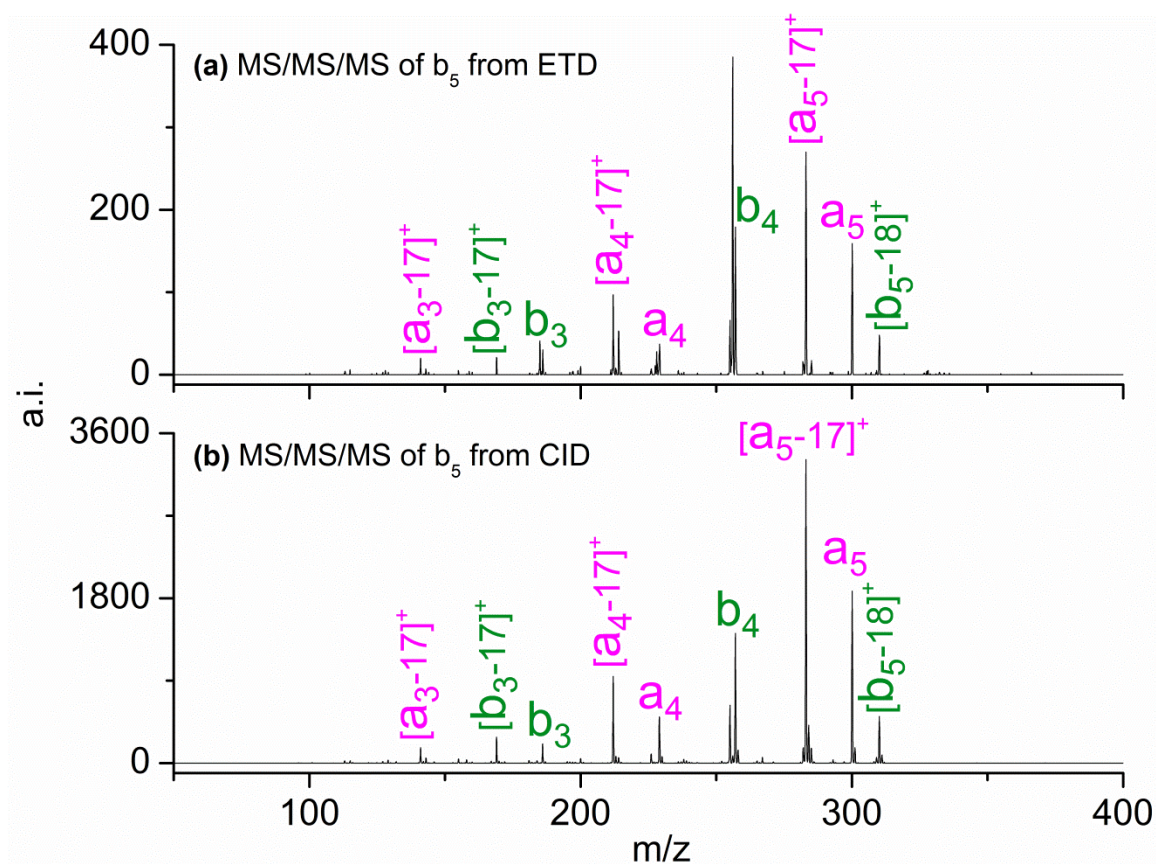 400
(a) MS/MS/MS of b5 from ETD
[a5-17]+
[a4-17]+
200
b4
a5
[b5-18]+
[a3-17]+
[b3-17]+
b3
a4
0
a.i.
3600
(b) MS/MS/MS of b5 from CID
[a5-17]+
a5
[a4-17]+
1800
b4
[b5-18]+
[a3-17]+
[b3-17]+
b3
a4
0
100 200 300 400
m/z